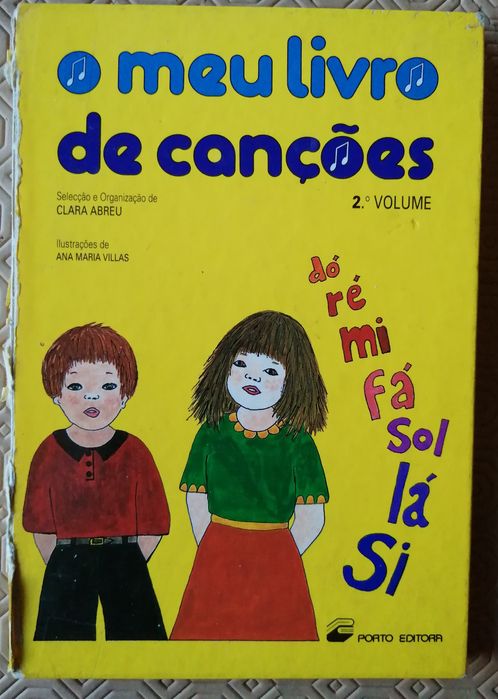 o meu livro
de canções
Selecção e Organização de
CLARA ABREU
2.º VOLUME
Ilustrações de
ANA MARIA VILLAS
dó
ré
mi
fá
sol
lá
Si
PORTO EDITORA